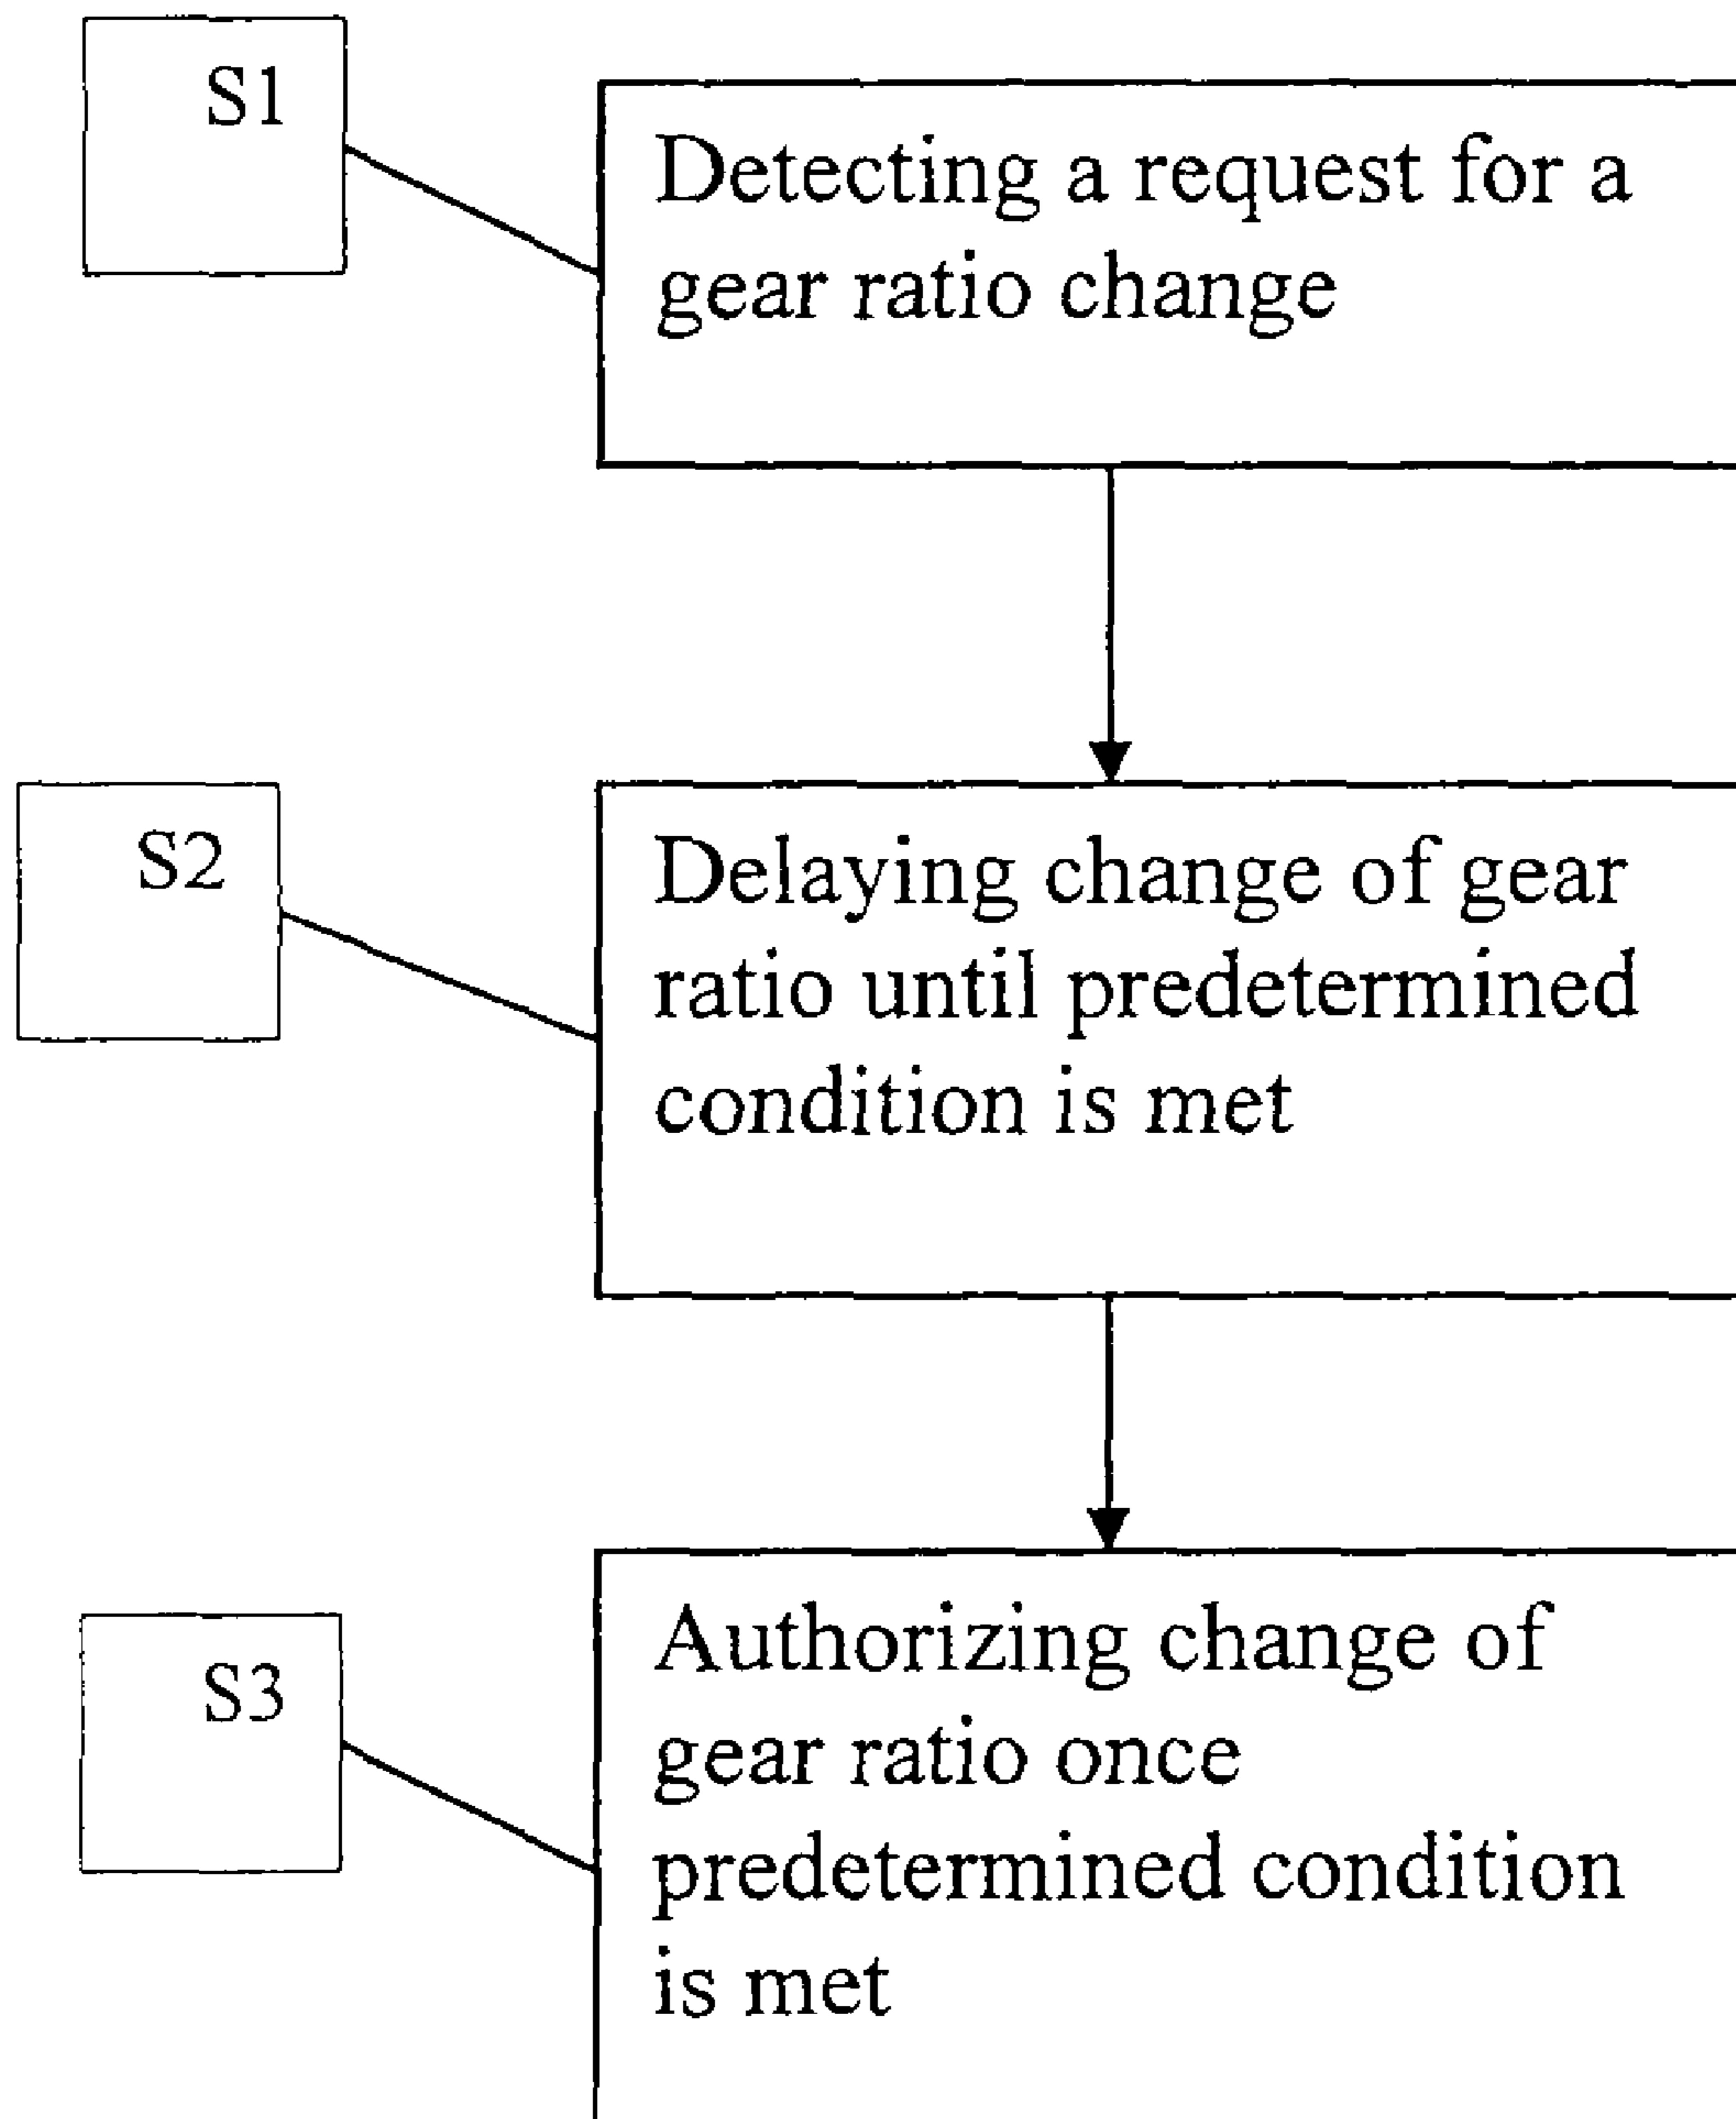 S1
Detecting a request for a
gear ratio change
S2
Delaying change of gear
ratio until predetermined
condition is met
S3
Authorizing change of
gear ratio once
predetermined condition
is met